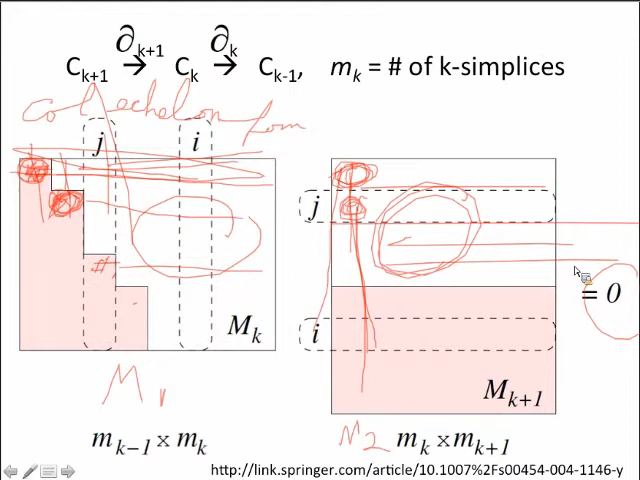 ∂k+1 ∂k
Ck+1 → Ck → Ck-1, mk = # of k-simplices
col echelon form
j i
j
i
#
= 0
Mk
Mk+1
M1
M2
mk−1 x mk
mk x mk+1
http://link.springer.com/article/10.1007%2Fs00454-004-1146-y